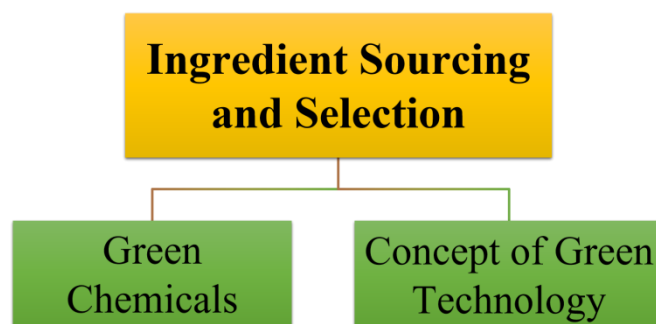 Ingredient Sourcing
and Selection
Green
Chemicals
Concept of Green
Technology